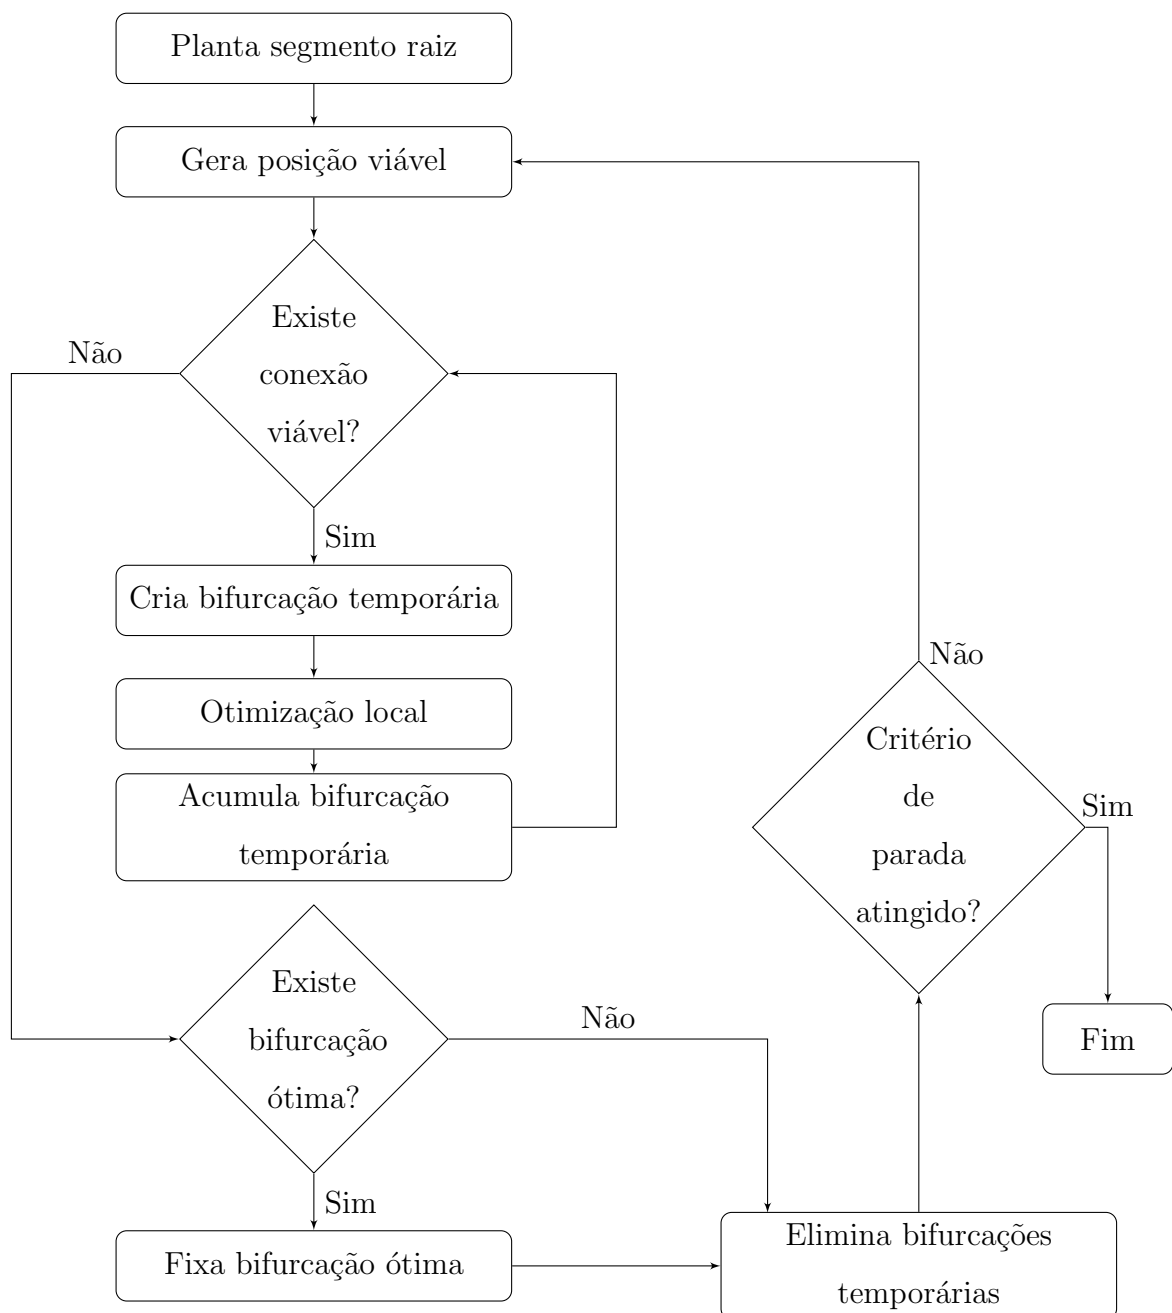 Planta segmento raiz
Gera posição viável
Existe
conexão
viável?
Não
Sim
Cria bifurcação temporária
Otimização local
Acumula bifurcação
temporária
Existe
bifurcação
ótima?
Não
Sim
Fixa bifurcação ótima
Elimina bifurcações
temporárias
Critério
de
parada
atingido?
Não
Sim
Fim